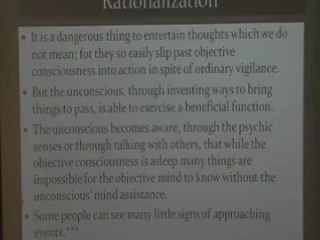 Rationalization
• It is a dangerous thing to entertain thoughts which we do
not mean; for they so easily slip past objective
consciousness into action in spite of ordinary vigilance.
• But the unconscious, through inventing ways to bring
things to pass, is able to exercise a beneficial function.
• The unconscious becomes aware, through the psychic
senses or through talking with others, that while the
objective consciousness is asleep many things are
impossible for the objective mind to know without the
unconscious' mind assistance.
• Some people can see many little signs of approaching
events.***